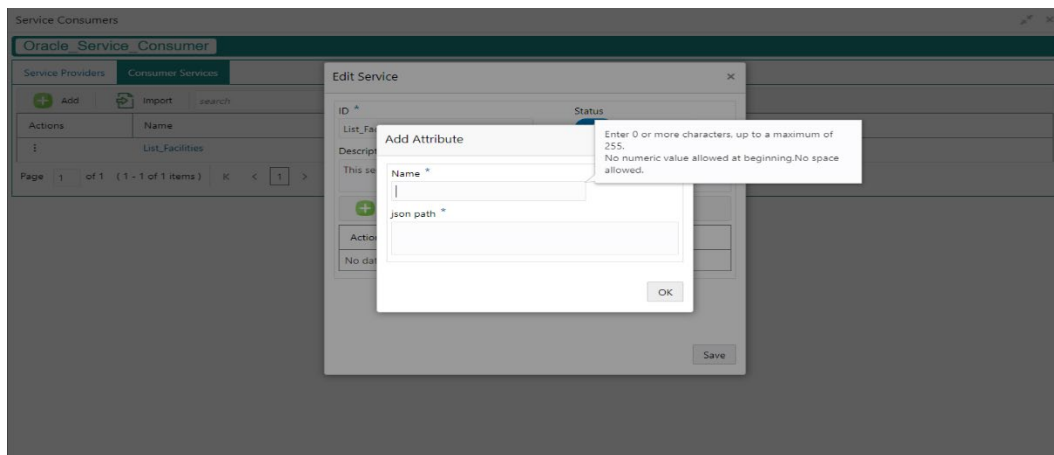 Service Consumers
Oracle_Service_Consumer
Service Providers Consumer Services
Add Import search
Actions Name
List_Facilities
Page 1 of 1 (1 - 1 of 1 items) K < 1 >
Edit Service ×
ID * Status
List_Fa
Descript
This se
Action
No dat
Add Attribute
Name *
json path *
OK
Enter 0 or more characters, up to a maximum of
255.
No numeric value allowed at beginning.No space
allowed.
Save